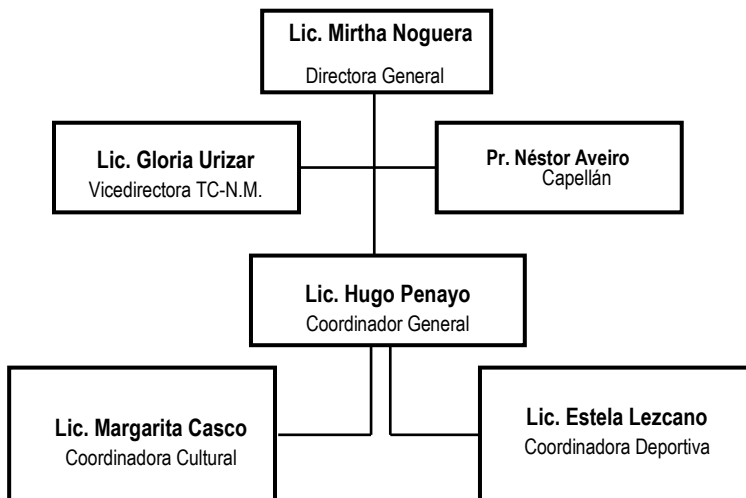 Lic. Mirtha Noguera
Directora General
Lic. Gloria Urizar
Vicedirectora TC-N.M.
Pr. Néstor Aveiro
Capellán
Lic. Hugo Penayo
Coordinador General
Lic. Margarita Casco
Coordinadora Cultural
Lic. Estela Lezcano
Coordinadora Deportiva